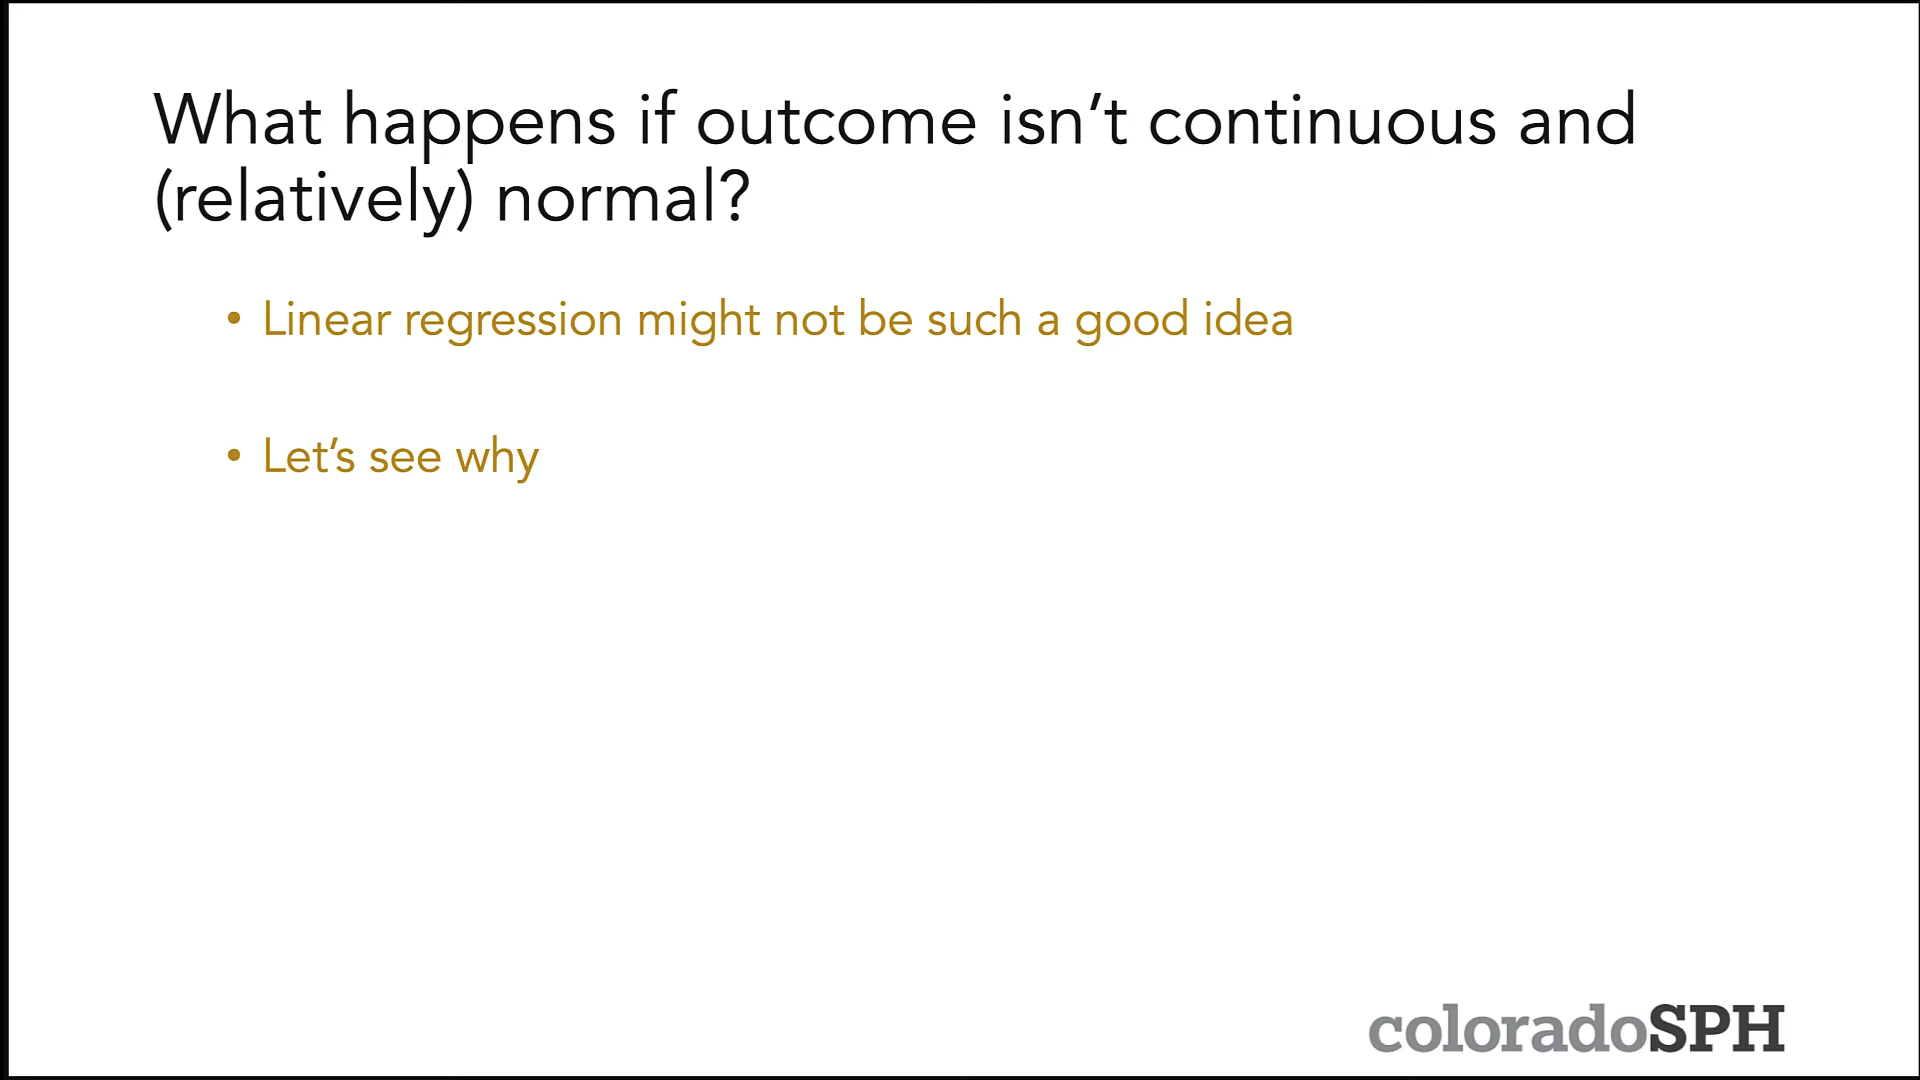 What happens if outcome isn’t continuous and
(relatively) normal?
• Linear regression might not be such a good idea
• Let’s see why
coloradoSPH